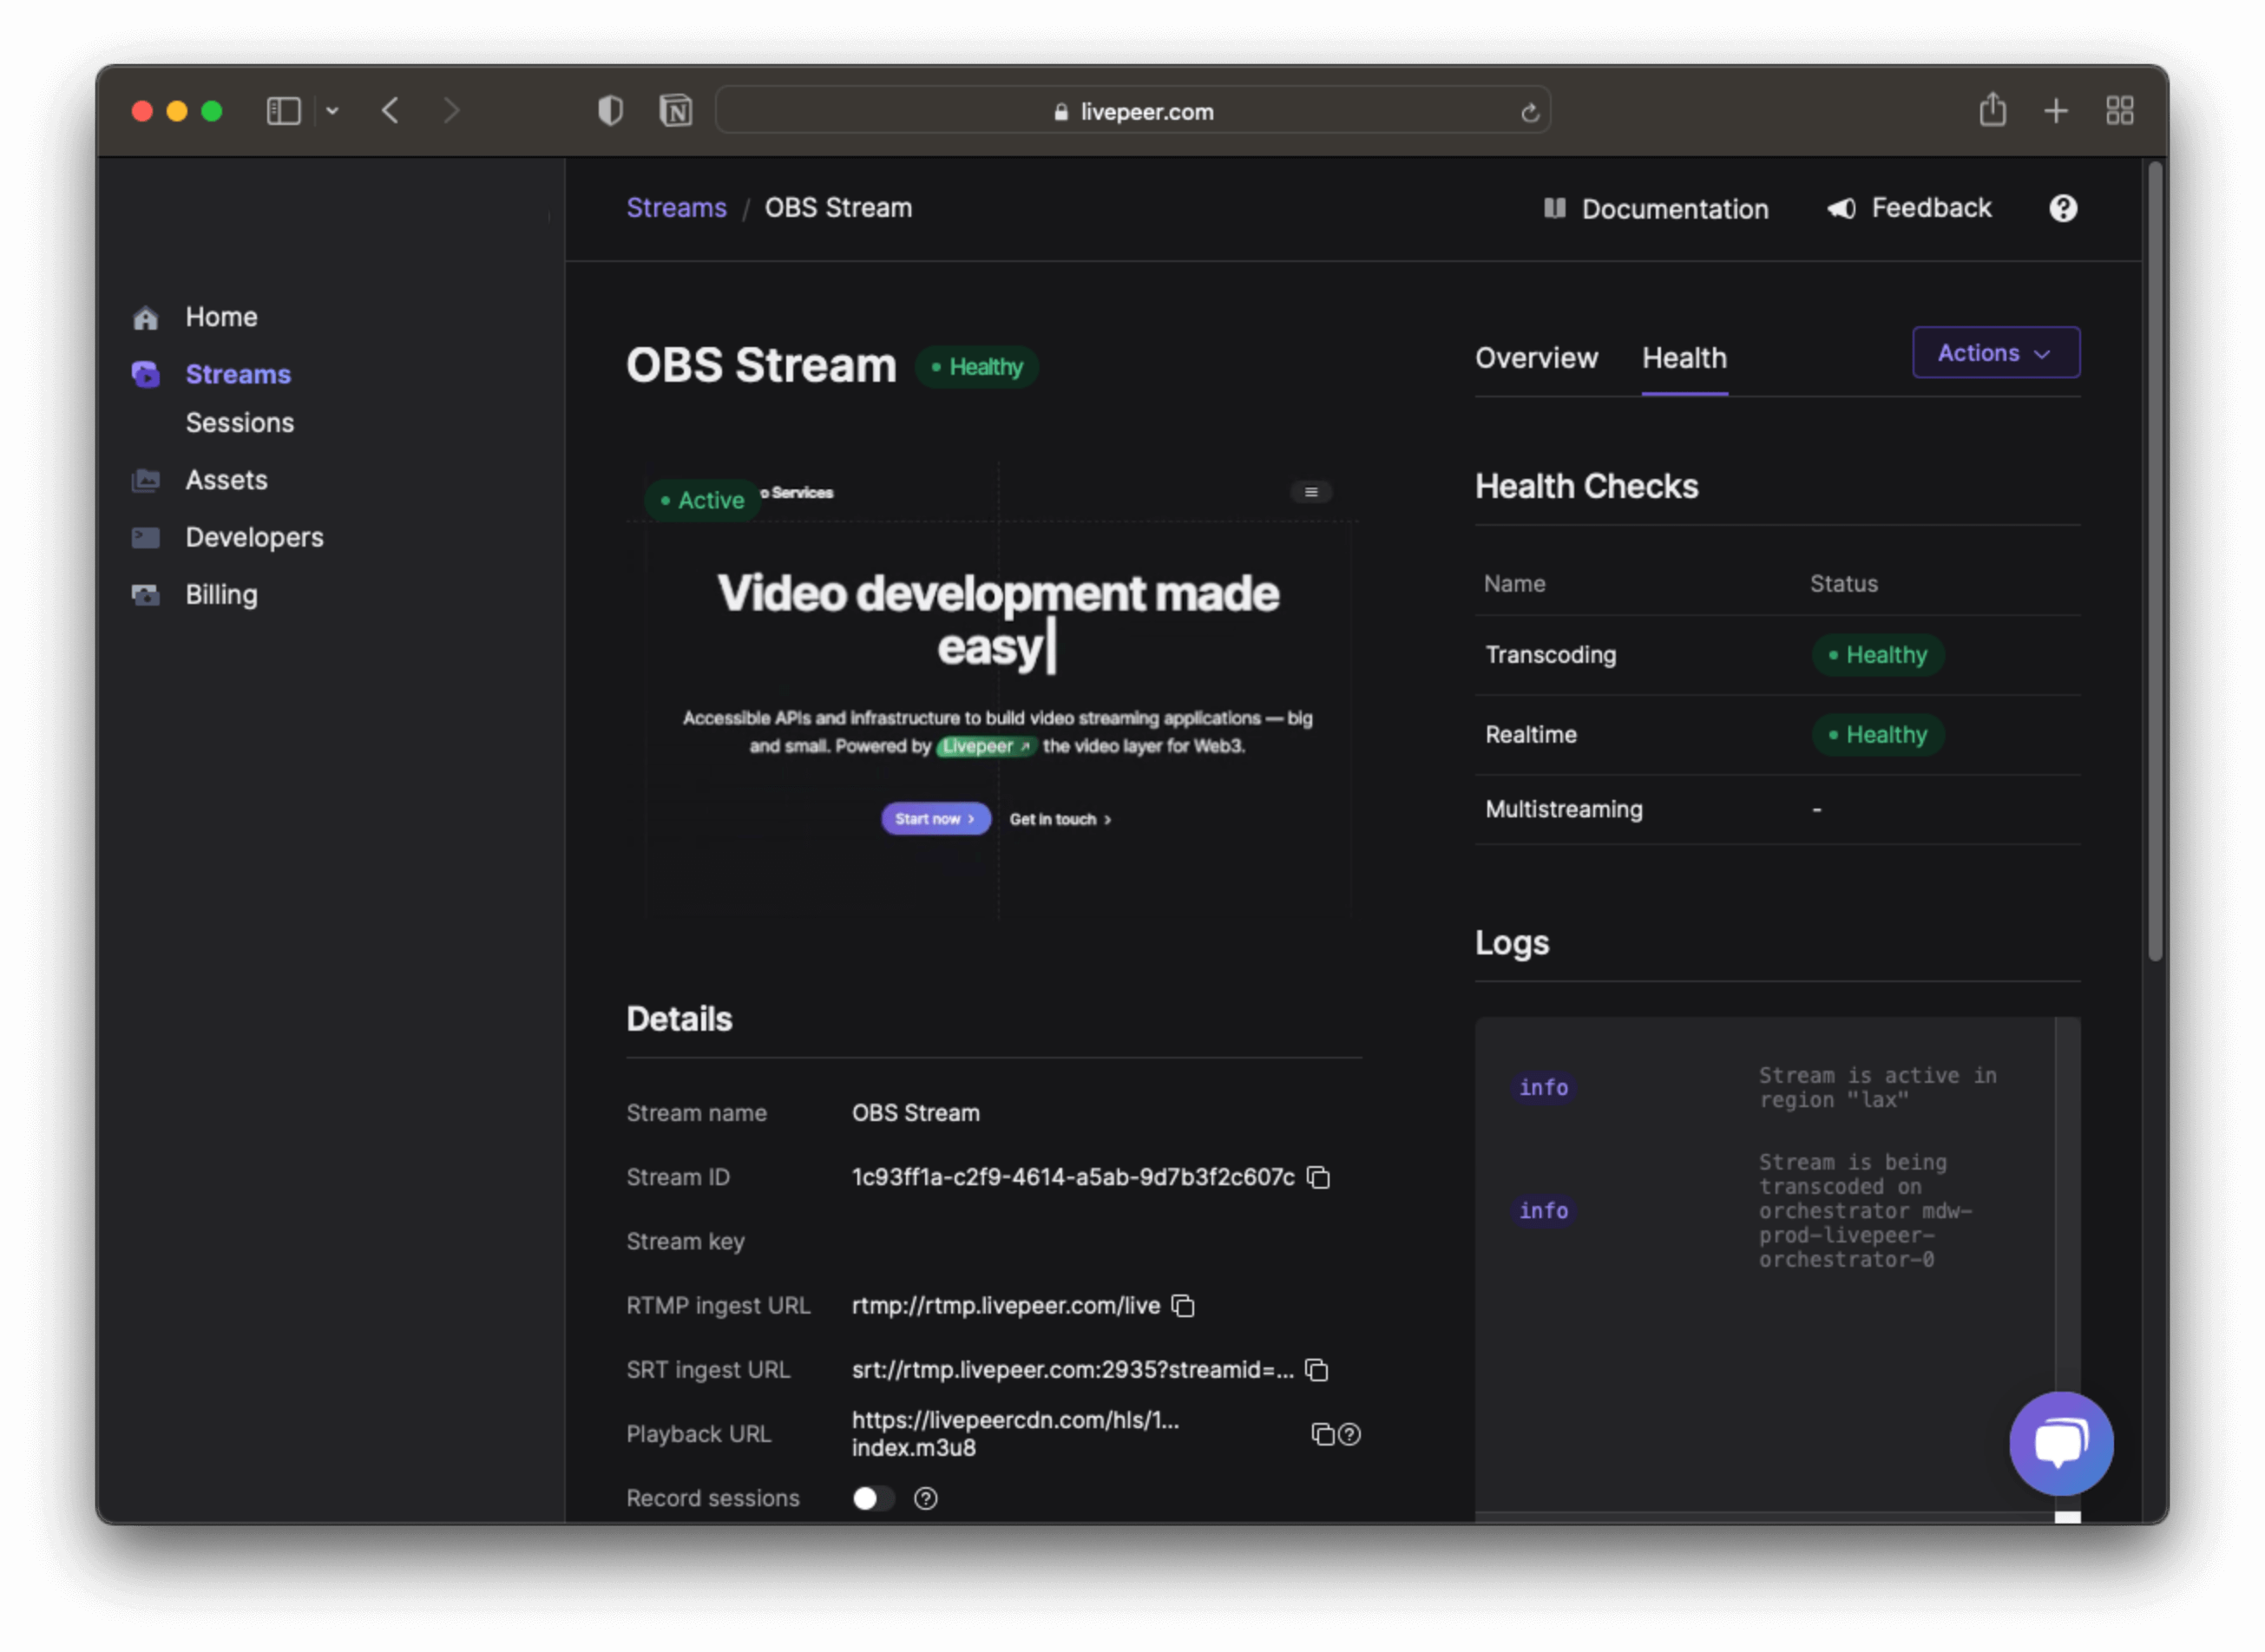 livepeer.com
Streams / OBS Stream
Documentation
Feedback
Home
Streams
Sessions
Assets
Developers
Billing
OBS Stream
Healthy
Active
o Services
Video development made
easy
Accessible APIs and infrastructure to build video streaming applications — big
and small. Powered by Livepeer ↗ the video layer for Web3.
Start now ›
Get in touch ›
Details
Stream name OBS Stream
Stream ID 1c93ff1a-c2f9-4614-a5ab-9d7b3f2c607c
Stream key
RTMP ingest URL rtmp://rtmp.livepeer.com/live
SRT ingest URL srt://rtmp.livepeer.com:2935?streamid=...
Playback URL https://livepeercdn.com/hls/1...
index.m3u8
Record sessions
Overview Health
Actions
Health Checks
Name Status
Transcoding Healthy
Realtime Healthy
Multistreaming -
Logs
info Stream is active in
region "lax"
info Stream is being
transcoded on
orchestrator mdw-
prod-livepeer-
orchestrator-0